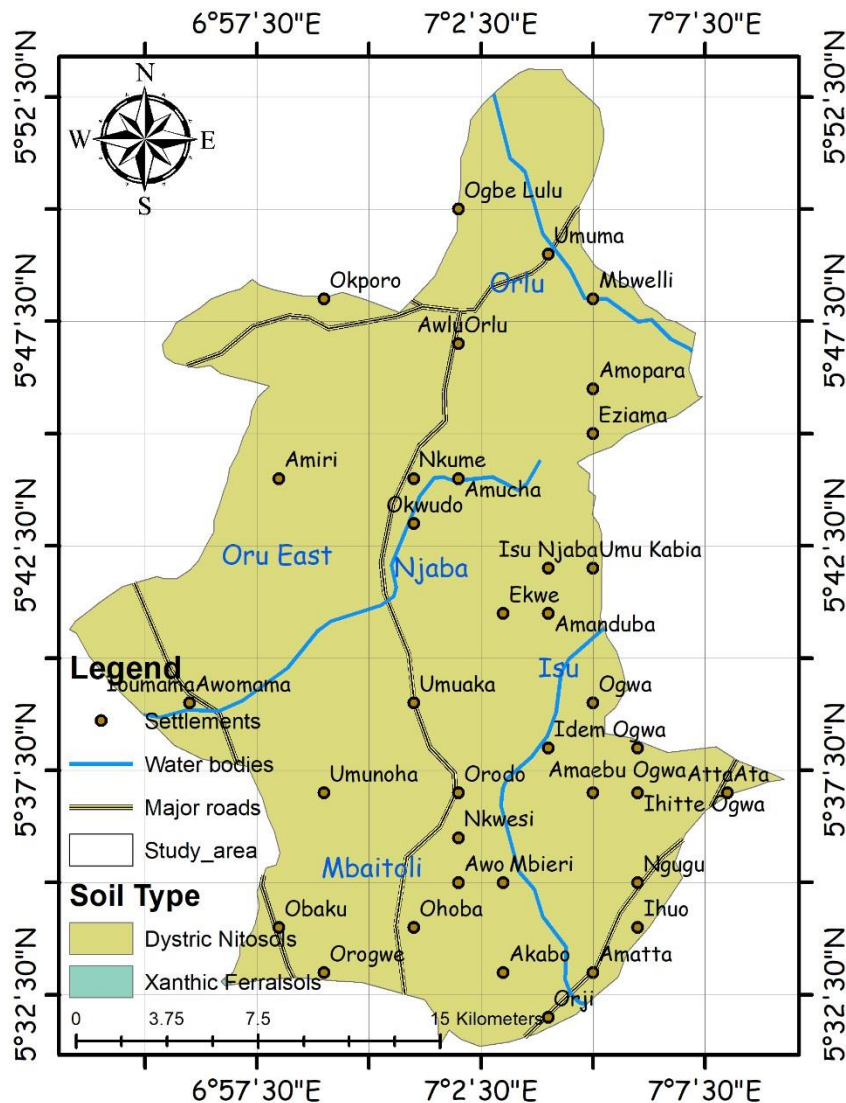 6°57'30"E 7°2'30"E 7°7'30"E
5°52'30"N 5°52'30"N
N
W E
S
Ogbe Lulu
Umuma
Okporo
Orlu
Mbwelli
5°47'30"N 5°47'30"N
AwluOrlu
Amopara
Eziama
Amiri
Nkume
Amucha
Okwudo
5°42'30"N 5°42'30"N
Oru East
Njaba
Isu Njaba
Umu Kabia
Ekwe
Amanduba
Legend
Isu
Awomama
Umuaka
Ogwa
Settlements
Idem Ogwa
Water bodies
5°37'30"N 5°37'30"N
Umunoha
Orodo
Amaebu Ogwa
AttaAta
Major roads
Ihitte Ogwa
Nkwesi
Study_area
Mbaitoli
Awo Mbieri
Ngugu
Soil Type
Obaku
Ohoba
Ihuo
Dystric Nitosols
Orogwe
Akabo
Amatta
Xanthic Ferralsols
5°32'30"N 5°32'30"N
Orji
0 3.75 7.5 15 Kilometers
6°57'30"E 7°2'30"E 7°7'30"E